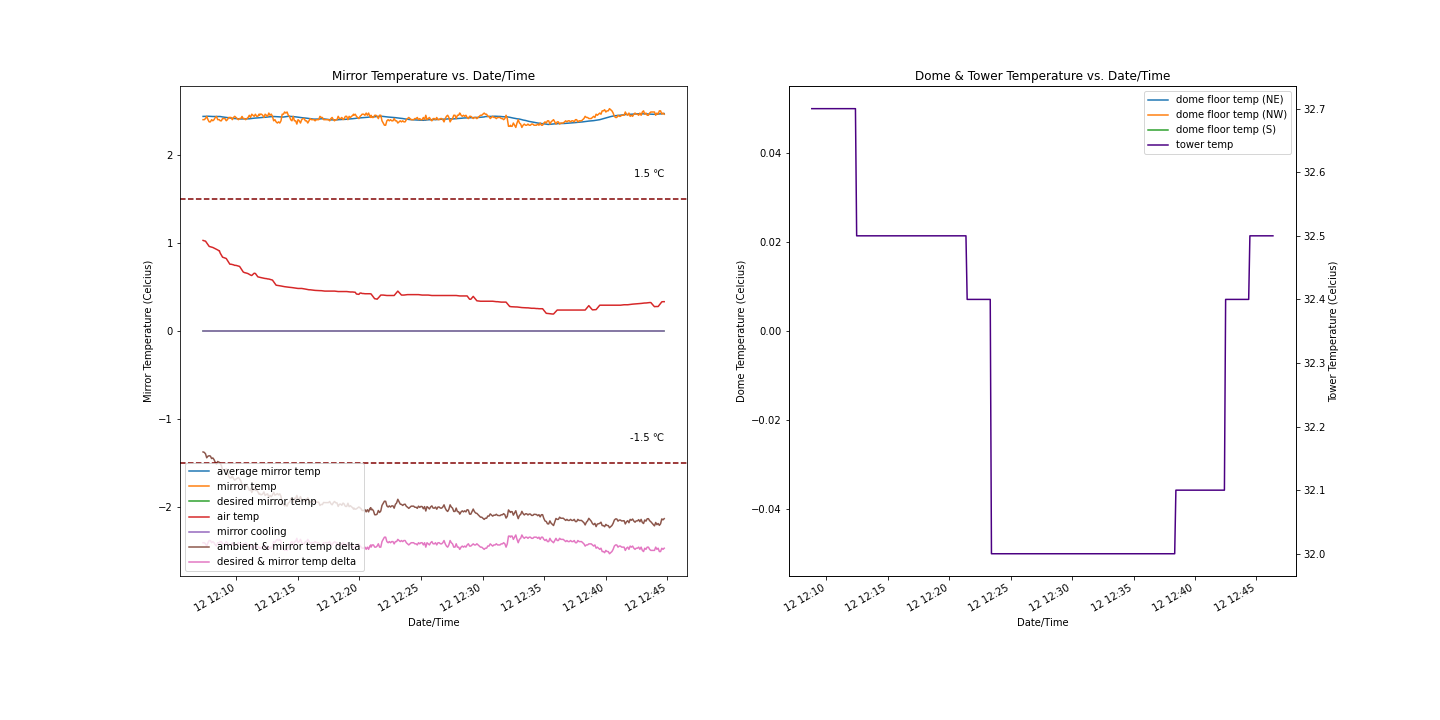 Mirror Temperature vs. Date/Time
Mirror Temperature (Celcius)
2
1
0
−1
−2
1.5 °C
-1.5 °C
average mirror temp
mirror temp
desired mirror temp
air temp
mirror cooling
ambient & mirror temp delta
desired & mirror temp delta
12 12:10
12 12:15
12 12:20
12 12:25
12 12:30
12 12:35
12 12:40
12 12:45
Date/Time
Dome & Tower Temperature vs. Date/Time
Dome Temperature (Celcius)
0.04
0.02
0.00
−0.02
−0.04
dome floor temp (NE)
dome floor temp (NW)
dome floor temp (S)
tower temp
32.7
32.6
32.5
32.4
32.3
32.2
32.1
32.0
Tower Temperature (Celcius)
12 12:10
12 12:15
12 12:20
12 12:25
12 12:30
12 12:35
12 12:40
12 12:45
Date/Time